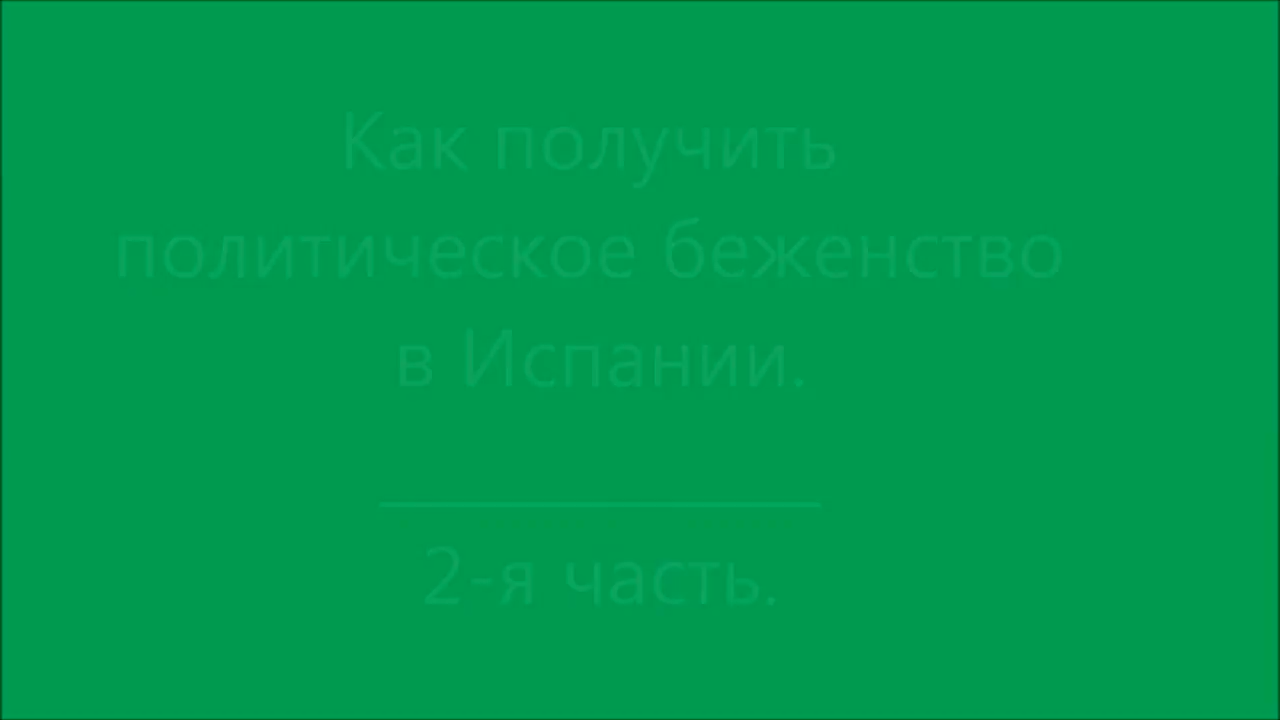 Как получить
политическое беженство
в Испании.
2-я часть.